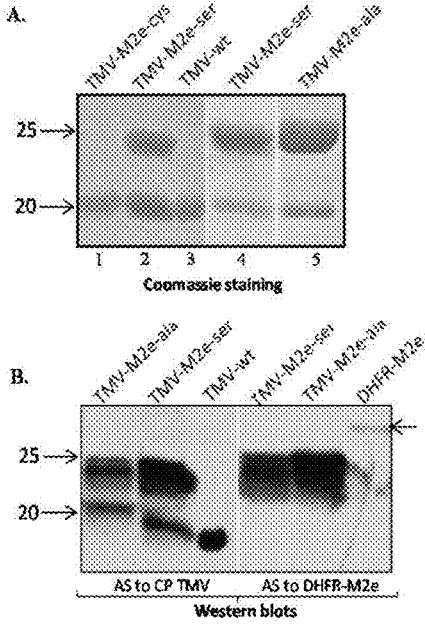 A.
TMV-M2e-cys
TMV-M2e-ser
TMV-wt
TMV-M2e-ser
TMV-M2e-ala
25
20
1 2 3 4 5
Coomassie staining
B.
TMV-M2e-ala
TMV-M2e-ser
TMV-wt
TMV-M2e-ser
TMV-M2e-ala
DHFR-M2e
25
20
AS to CP TMV
AS to DHFR-M2e
Western blots